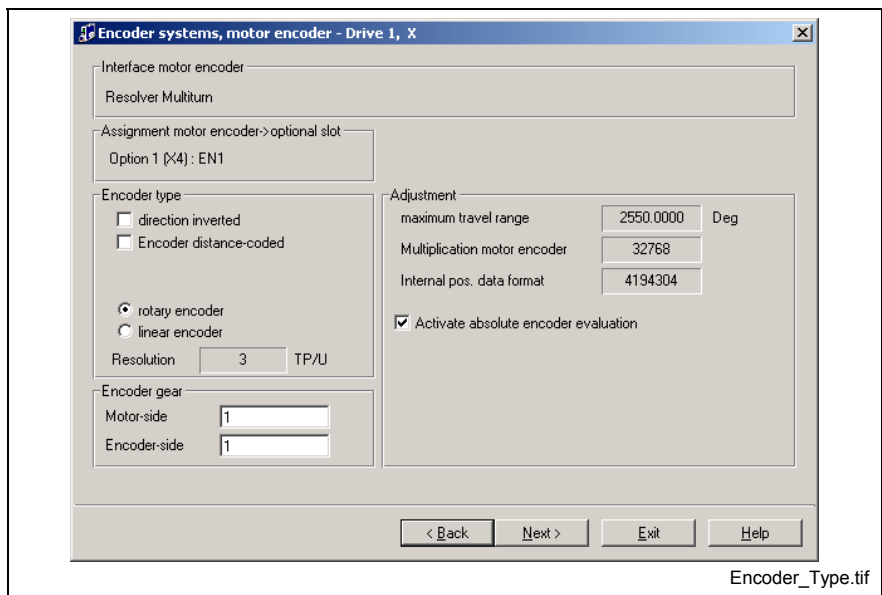 Encoder systems, motor encoder - Drive 1, X
Interface motor encoder
Resolver Multiturn
Assignment motor encoder->optional slot
Option 1 (X4) : EN1
Encoder type
direction inverted
Encoder distance-coded
rotary encoder
linear encoder
Resolution 3 TP/U
Encoder gear
Motor-side 1
Encoder-side 1
Adjustment
maximum travel range 2550.0000 Deg
Multiplication motor encoder 32768
Internal pos. data format 4194304
Activate absolute encoder evaluation
< Back Next > Exit Help
Encoder_Type.tif